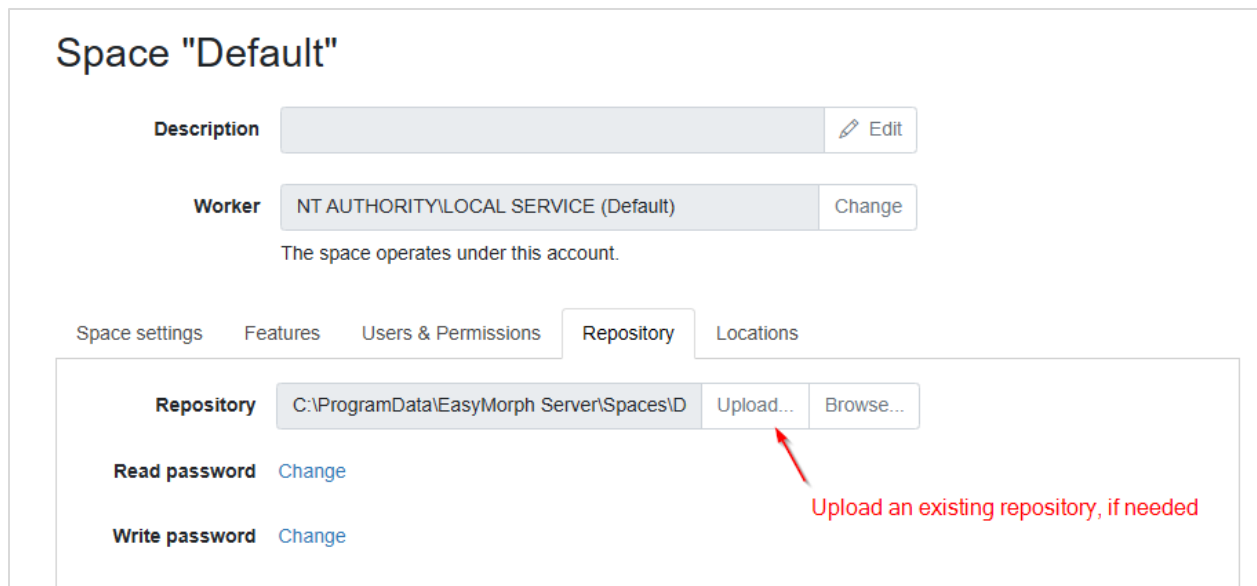 Space "Default"
Description Edit
Worker NT AUTHORITY\LOCAL SERVICE (Default) Change
The space operates under this account.
Space settings Features Users & Permissions Repository Locations
Repository C:\ProgramData\EasyMorph Server\Spaces\D Upload... Browse...
Read password Change
Upload an existing repository, if needed
Write password Change